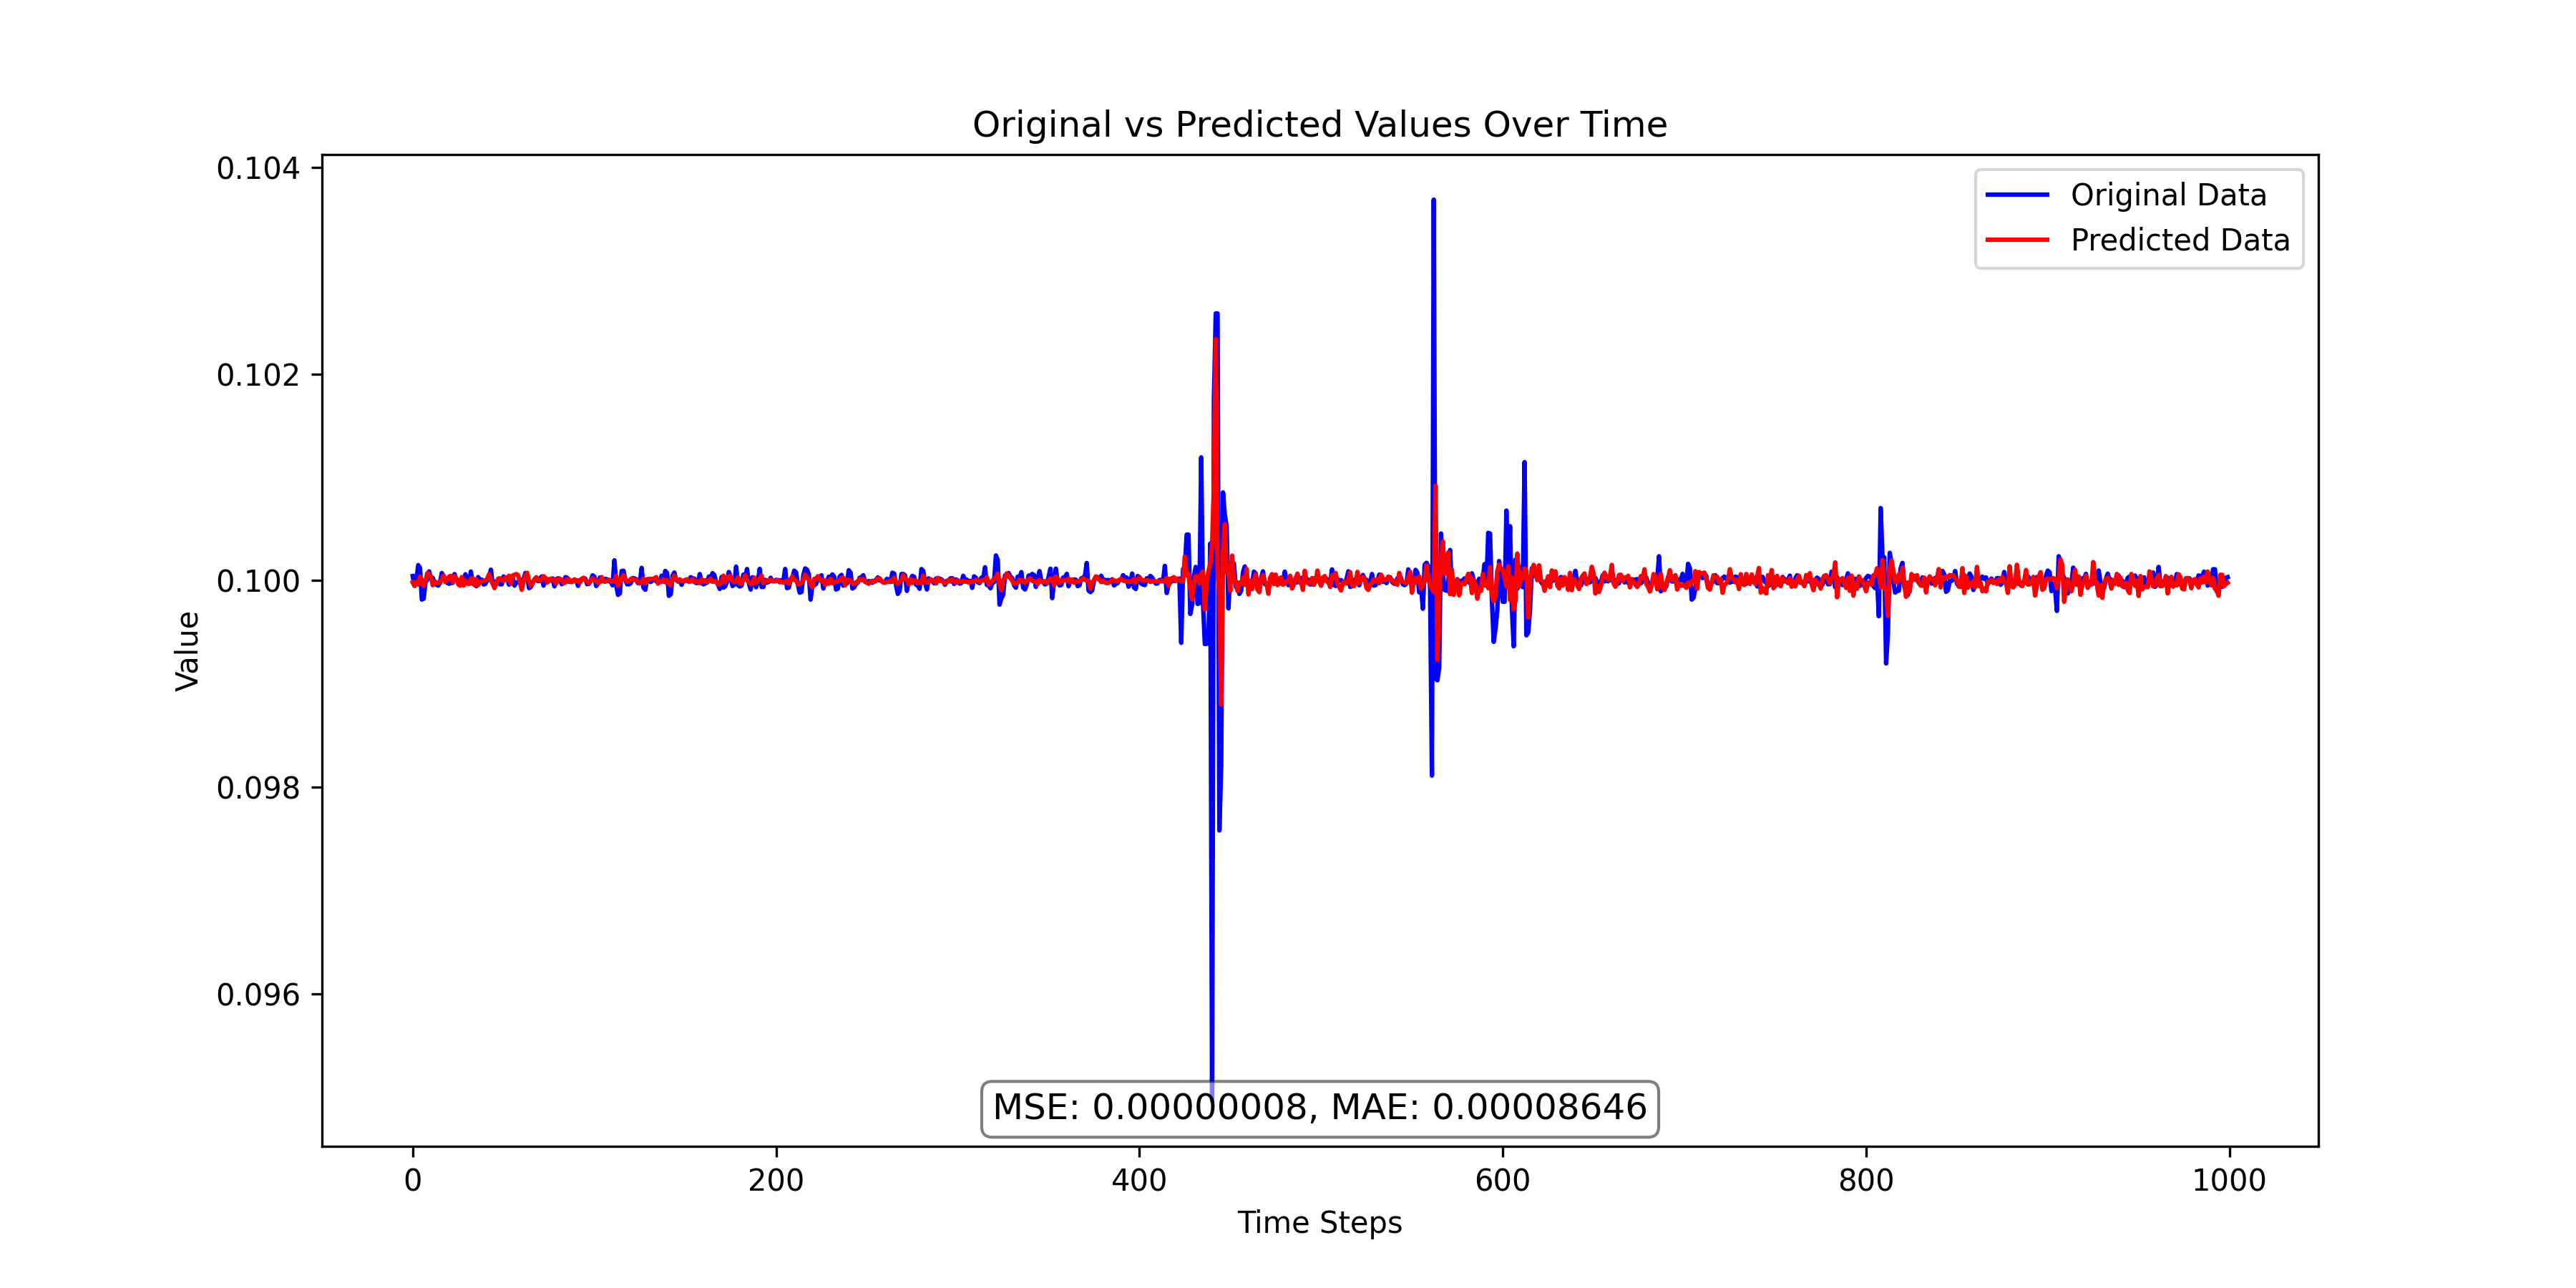 Original vs Predicted Values Over Time
Original Data
Predicted Data
0.104
0.102
0.100
0.098
0.096
Value
MSE: 0.00000008, MAE: 0.00008646
0 200 400 600 800 1000
Time Steps